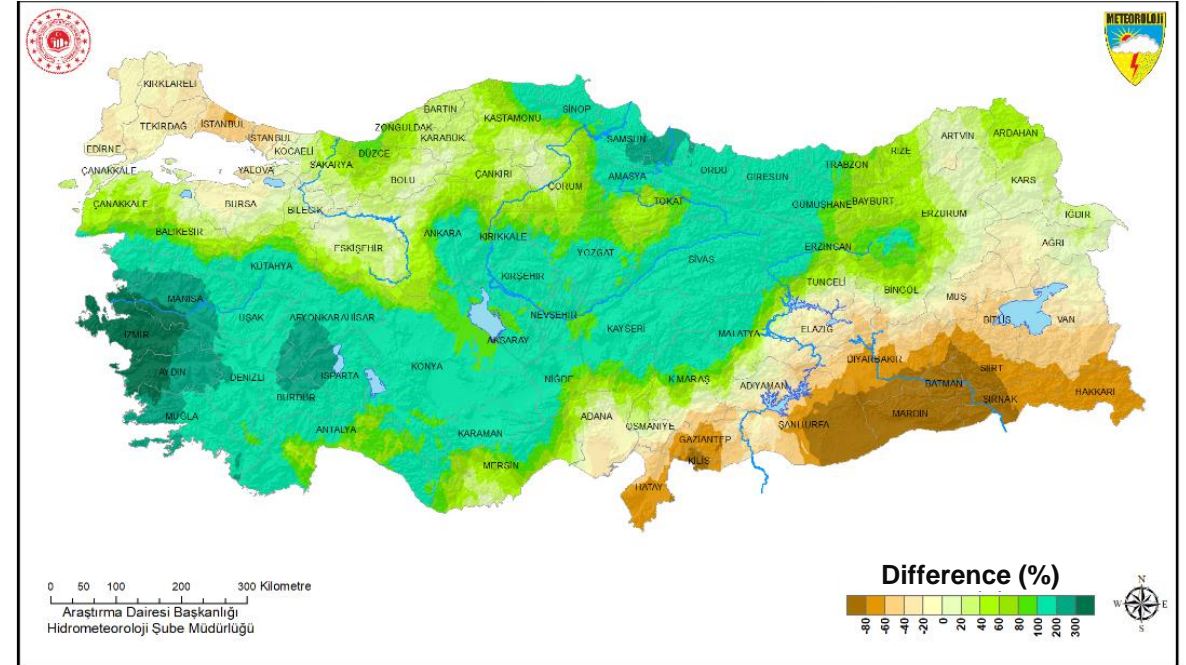 METEOROLOJİ
KIRKLARELİ
TEKİRDAĞ
İSTANBUL
İSTANBUL
EDİRNE
KOCAELİ
ÇANAKKALE
YALOVA
SAKARYA
DÜZCE
ZONGULDAK
BARTIN
KARABÜK
KASTAMONU
SİNOP
SAMSUN
ÇANKIRI
ÇORUM
AMASYA
TOKAT
ORDU
GİRESUN
TRABZON
RİZE
ARTVİN
ARDAHAN
KARS
GÜMÜŞHANE
BAYBURT
ERZURUM
IĞDIR
AĞRI
ÇANAKKALE
BURSA
BİLECİK
BOLU
BALIKESİR
ESKİŞEHİR
ANKARA
KIRIKKALE
YOZGAT
SİVAS
ERZİNCAN
TUNCELİ
BİNGÖL
MUŞ
BİTLİS
VAN
KÜTAHYA
MANİSA
UŞAK
AFYONKARAHİSAR
KIRŞEHİR
NEVŞEHİR
KAYSERİ
MALATYA
ELAZIĞ
DİYARBAKIR
BATMAN
SİİRT
ŞIRNAK
HAKKARİ
İZMİR
AYDIN
DENİZLİ
BURDUR
ISPARTA
KONYA
AKSARAY
NİĞDE
K.MARAŞ
ADIYAMAN
MARDİN
MUĞLA
ANTALYA
KARAMAN
MERSİN
ADANA
OSMANİYE
GAZİANTEP
KİLİS
ŞANLIURFA
HATAY
0 50 100 200 300 Kilometre
Araştırma Dairesi Başkanlığı
Hidrometeoroloji Şube Müdürlüğü
Difference (%)
-80 -60 -40 -20 0 20 40 60 80 100 200 300
N
W E
S